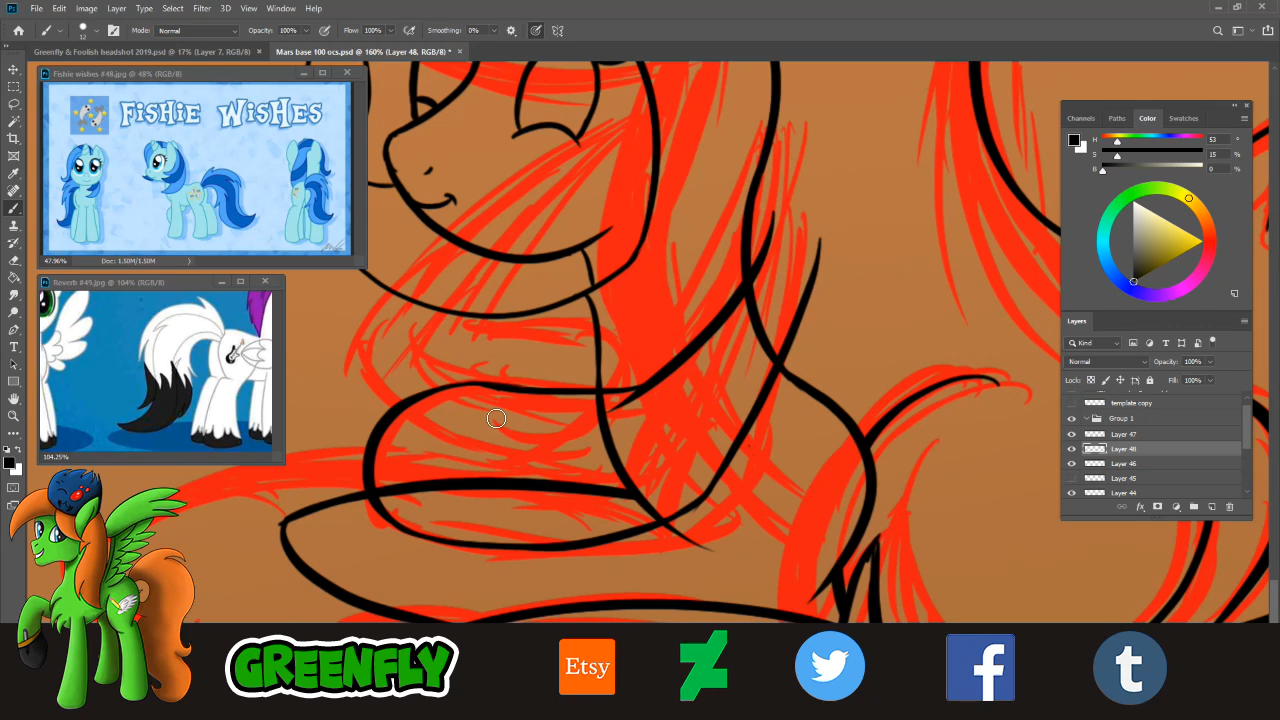 File Edit Image Layer Type Select Filter 3D View Window Help
Mode: Normal Opacity: 100% Flow: 100% Smoothing: 0%
12
Greenfly & Foolish headshot 2019.psd @ 17% (Layer 7, RGB/8) × Mars base 100 ocs.psd @ 160% (Layer 48, RGB/8) * ×
Fishie wishes #48.jpg @ 48% (RGB/8)
FiSHiE WiSHES
47.96% Doc: 1.50M/1.50M
Reverb #49.jpg @ 104% (RGB/8)
104.25%
Channels Paths Color Swatches
H 53 °
S 15 %
B 0 %
Layers
Kind
Normal Opacity: 100%
Lock: Fill: 100%
template copy
Group 1
Layer 47
Layer 48
Layer 46
Layer 45
Layer 44
GREENFLY Etsy